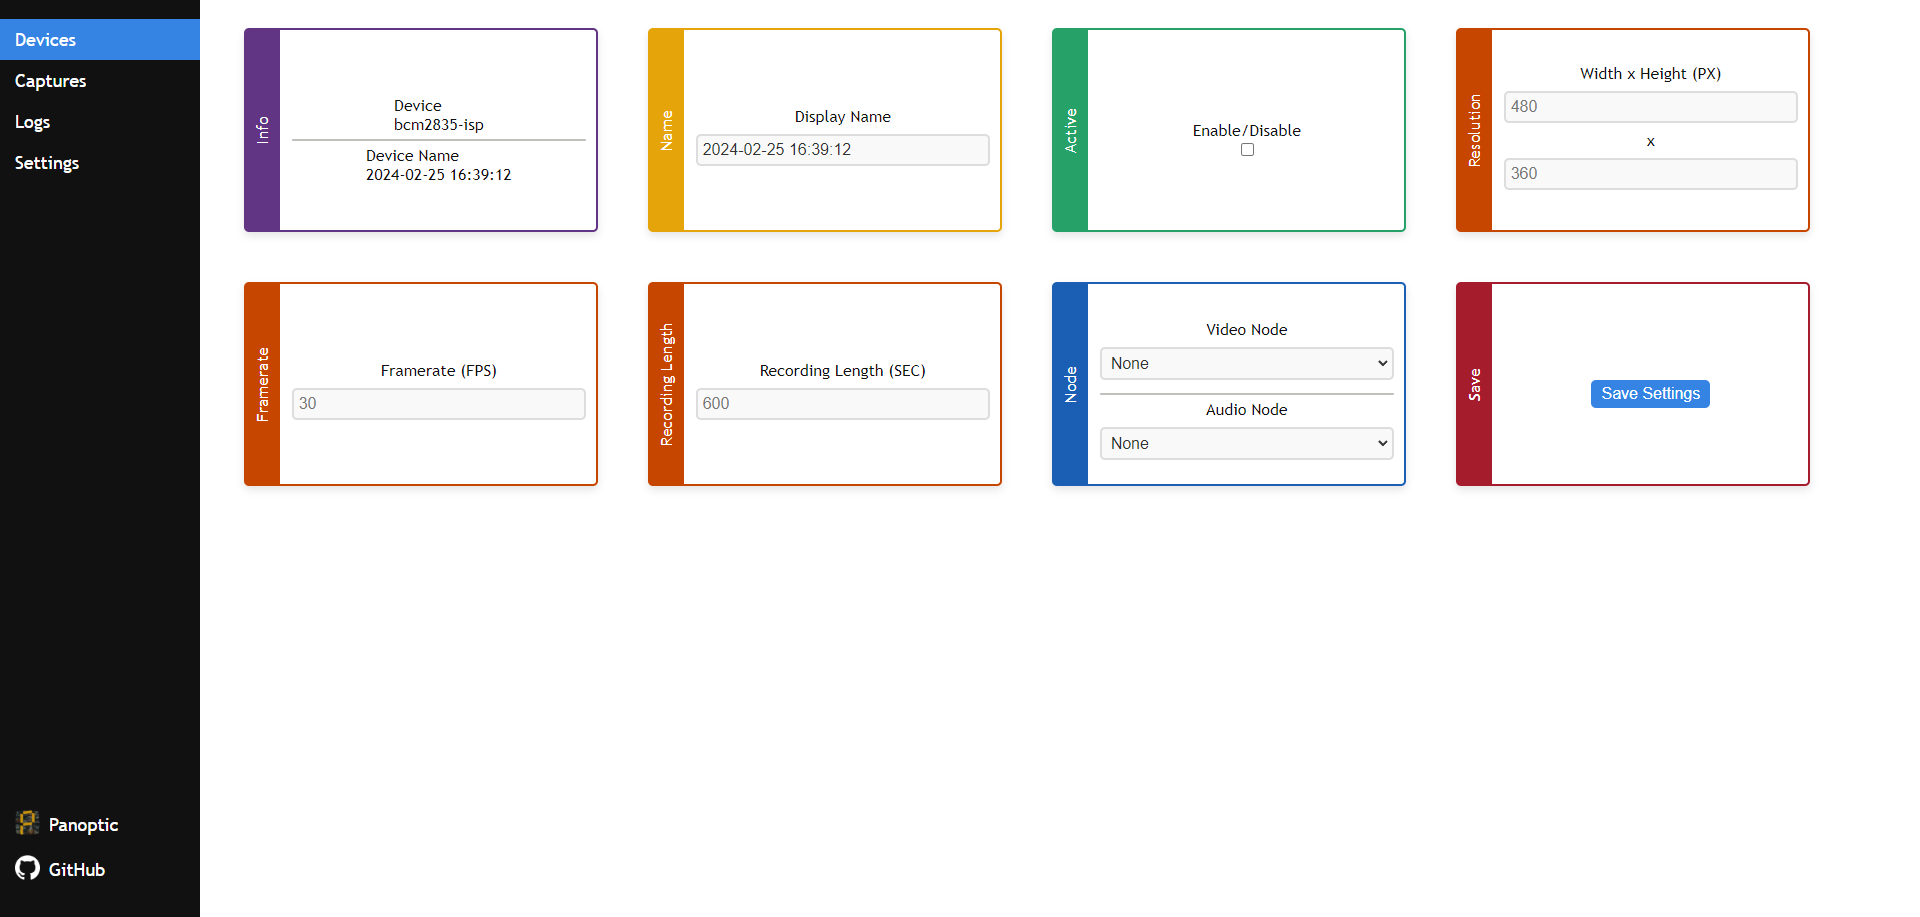 Devices
Captures
Logs
Settings
Panoptic
GitHub
Info
Device
bcm2835-isp
Device Name
2024-02-25 16:39:12
Name
Display Name
2024-02-25 16:39:12
Active
Enable/Disable
Resolution
Width x Height (PX)
480
x
360
Framerate
Framerate (FPS)
30
Recording Length
Recording Length (SEC)
600
Node
Video Node
None
Audio Node
None
Save
Save Settings